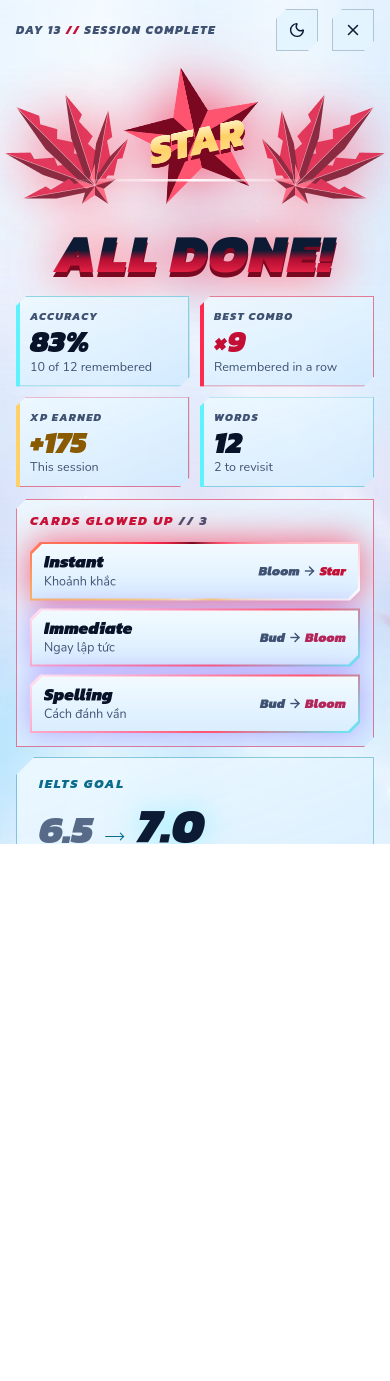 DAY 13 // SESSION COMPLETE
STAR
ALL DONE!
ACCURACY
83%
10 of 12 remembered
BEST COMBO
×9
Remembered in a row
XP EARNED
+175
This session
WORDS
12
2 to revisit
CARDS GLOWED UP // 3
Instant
Khoảnh khắc
Bloom → Star
Immediate
Ngay lập tức
Bud → Bloom
Spelling
Cách đánh vần
Bud → Bloom
IELTS GOAL
6.5 → 7.0